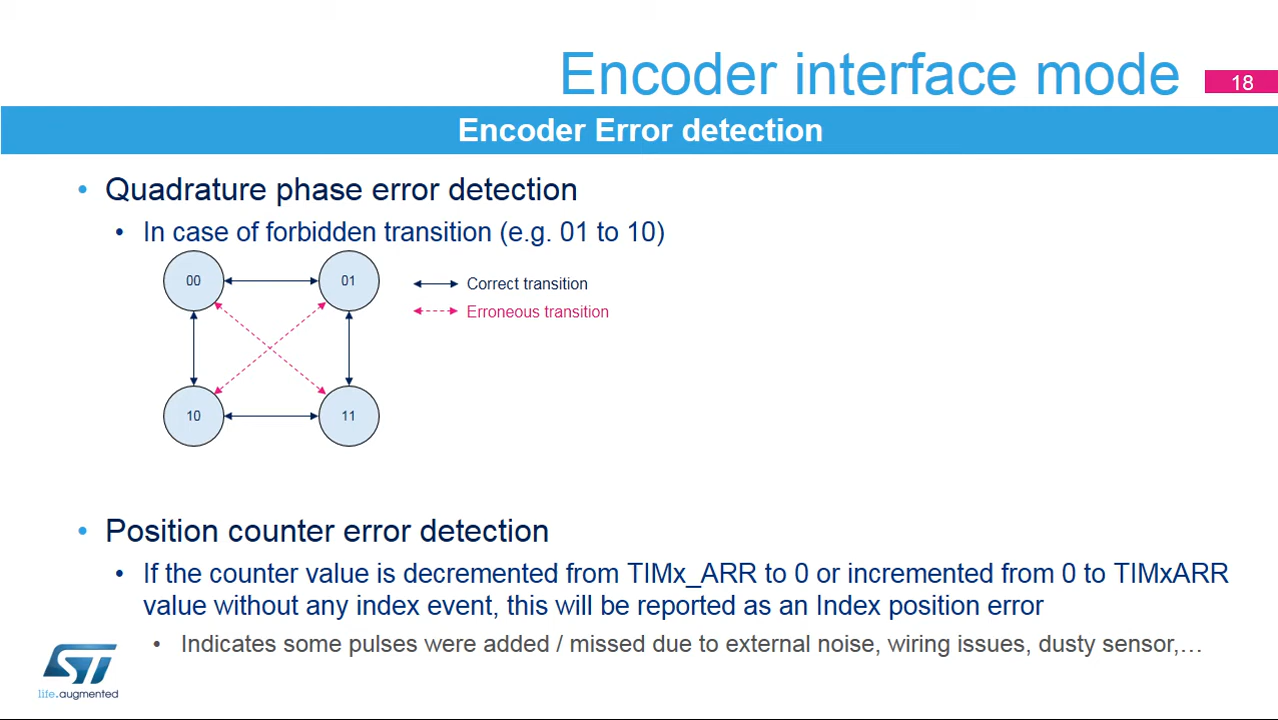 Encoder interface mode
18
Encoder Error detection
• Quadrature phase error detection
• In case of forbidden transition (e.g. 01 to 10)
00
01
Correct transition
Erroneous transition
10
11
• Position counter error detection
• If the counter value is decremented from TIMx_ARR to 0 or incremented from 0 to TIMxARR
value without any index event, this will be reported as an Index position error
• Indicates some pulses were added / missed due to external noise, wiring issues, dusty sensor,…
ST
life.augmented